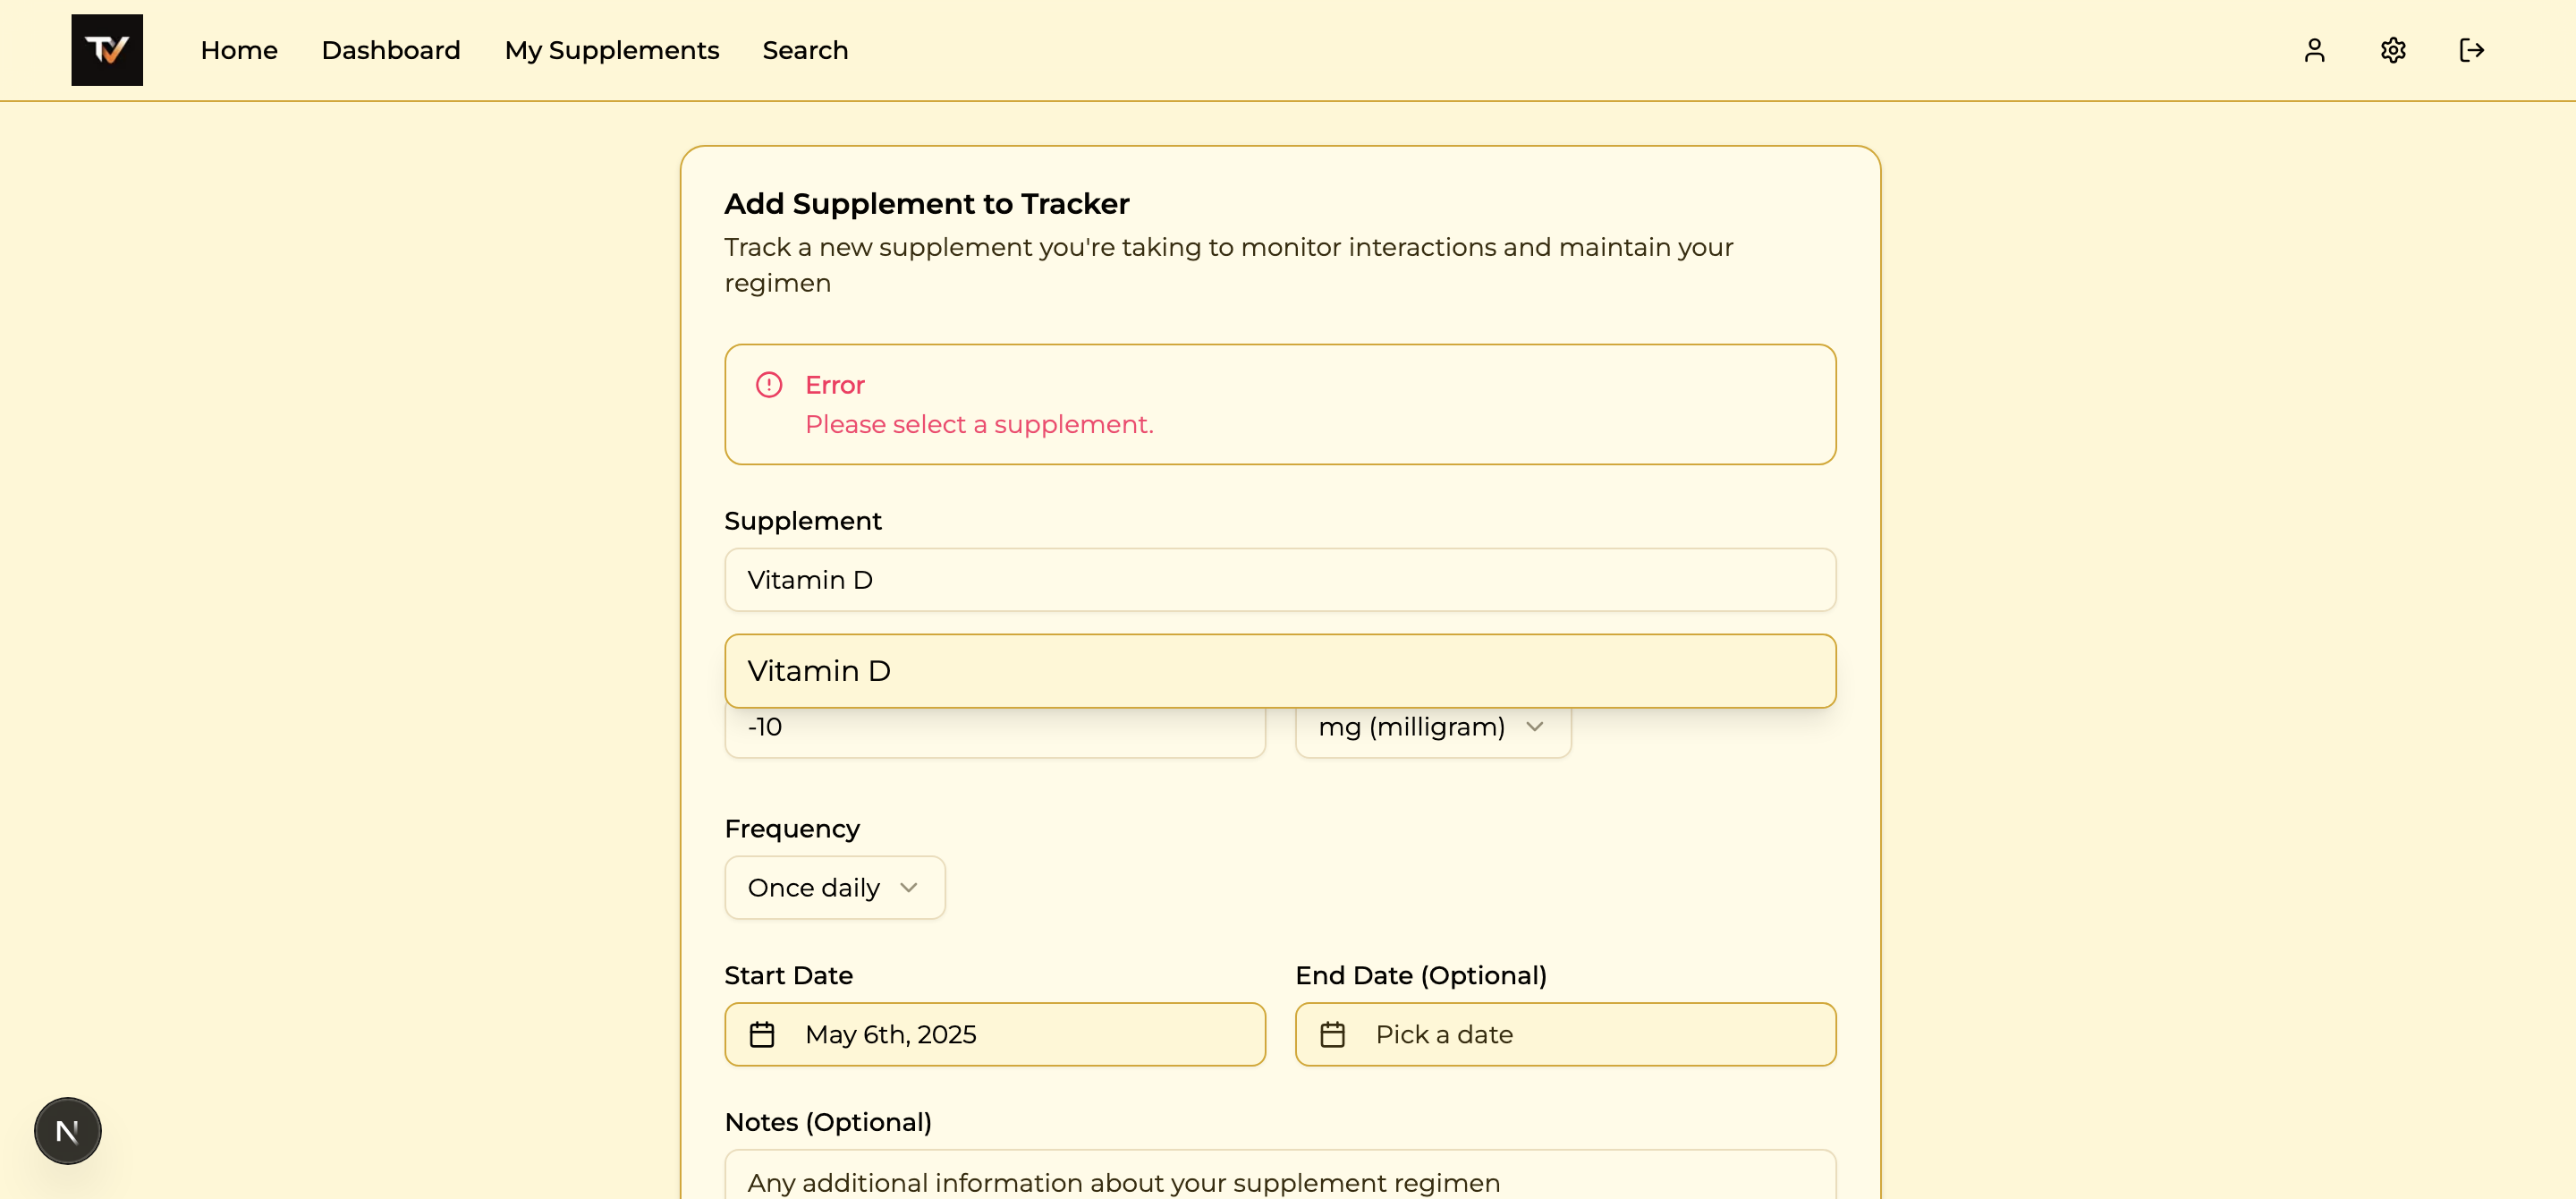 TV
Home Dashboard My Supplements Search
Add Supplement to Tracker
Track a new supplement you're taking to monitor interactions and maintain your
regimen
Error
Please select a supplement.
Supplement
Vitamin D
Vitamin D
-10 mg (milligram)
Frequency
Once daily
Start Date End Date (Optional)
May 6th, 2025 Pick a date
Notes (Optional)
Any additional information about your supplement regimen
N